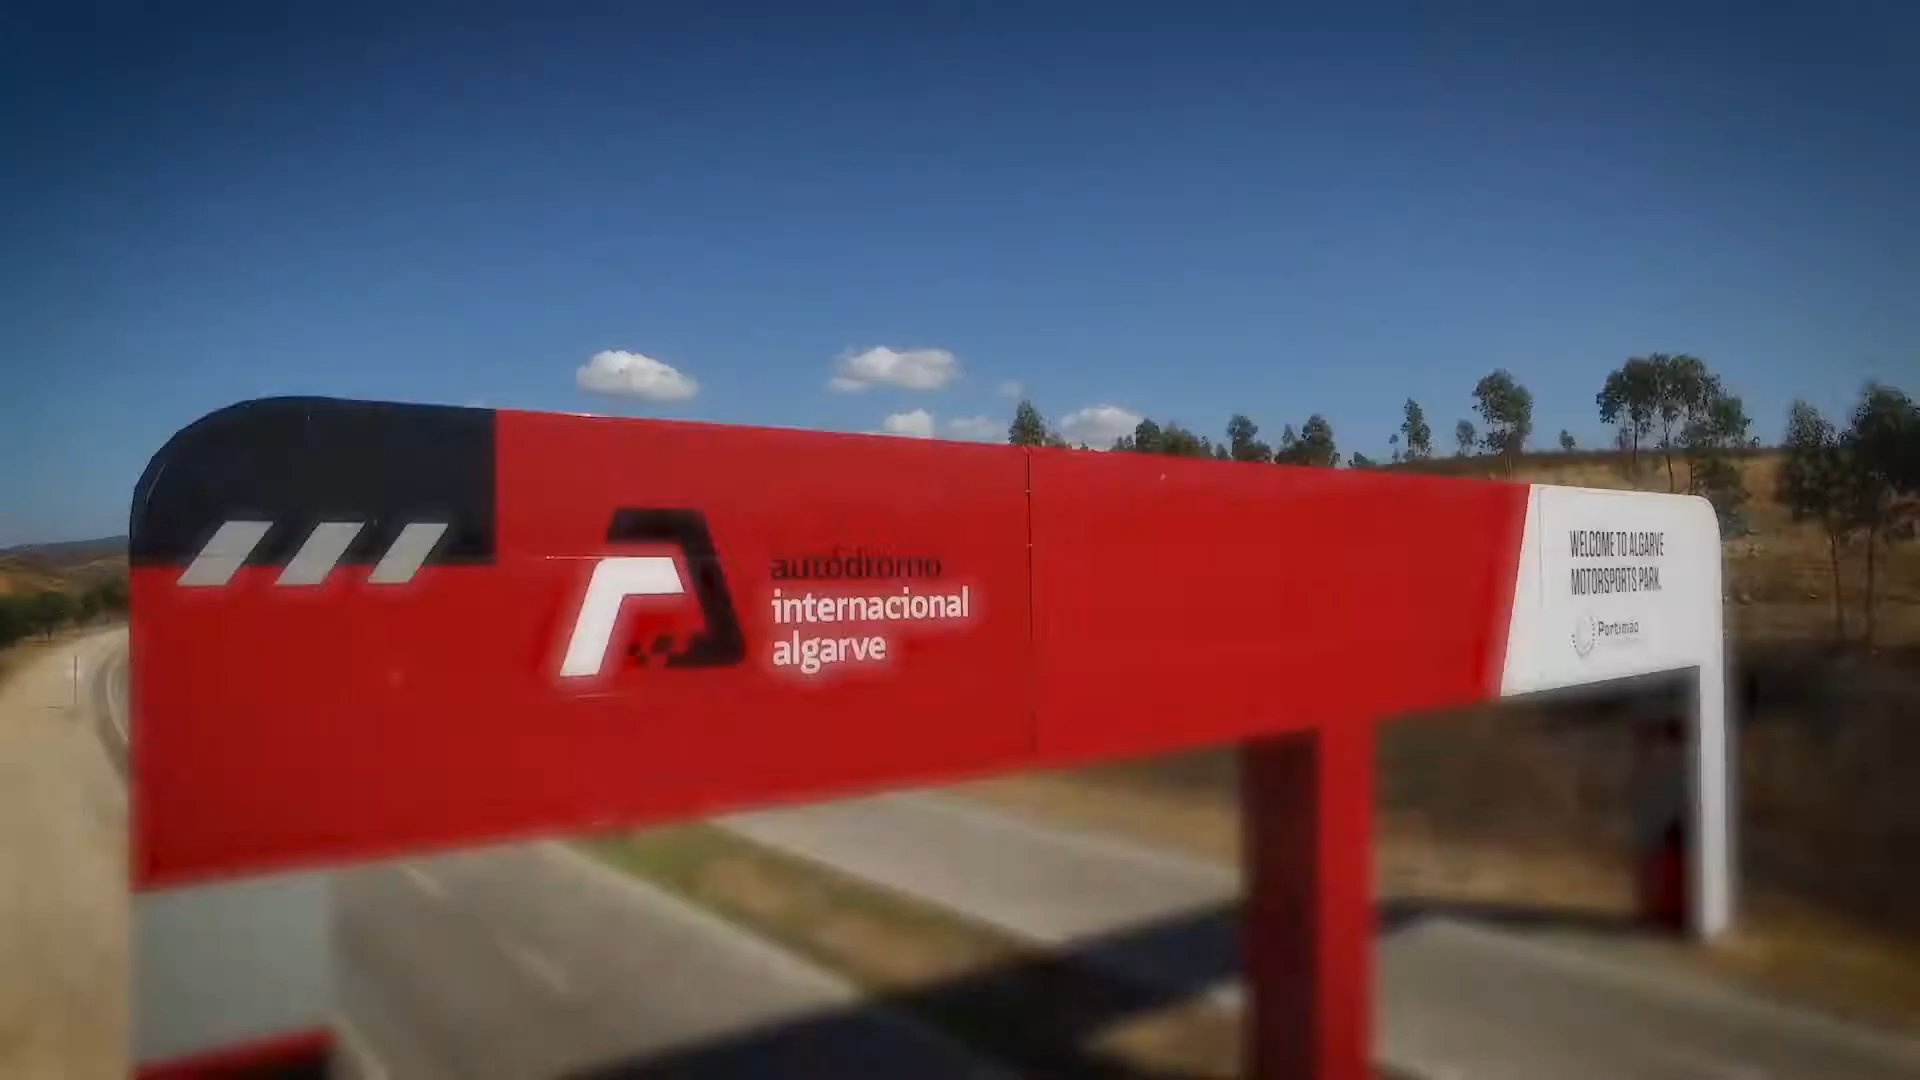 autódromo
internacional
algarve
WELCOME TO ALGARVE
MOTORSPORTS PARK.
Portimão